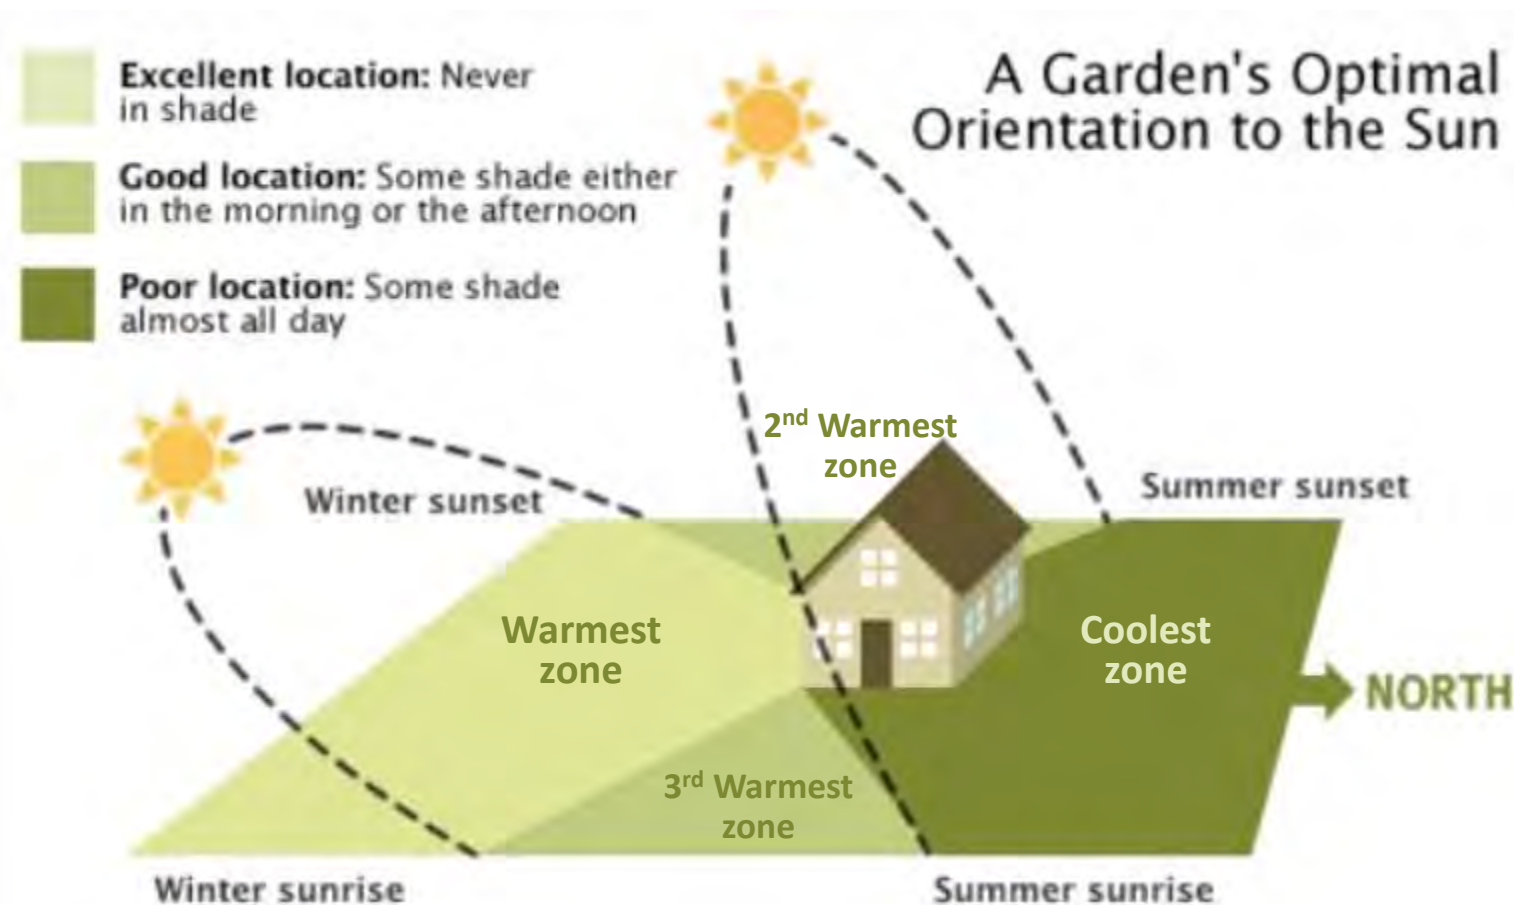 A Garden's Optimal
Orientation to the Sun
Excellent location: Never
in shade
Good location: Some shade either
in the morning or the afternoon
Poor location: Some shade
almost all day
2nd Warmest
zone
Winter sunset
Summer sunset
Warmest
zone
Coolest
zone
NORTH
3rd Warmest
zone
Winter sunrise
Summer sunrise